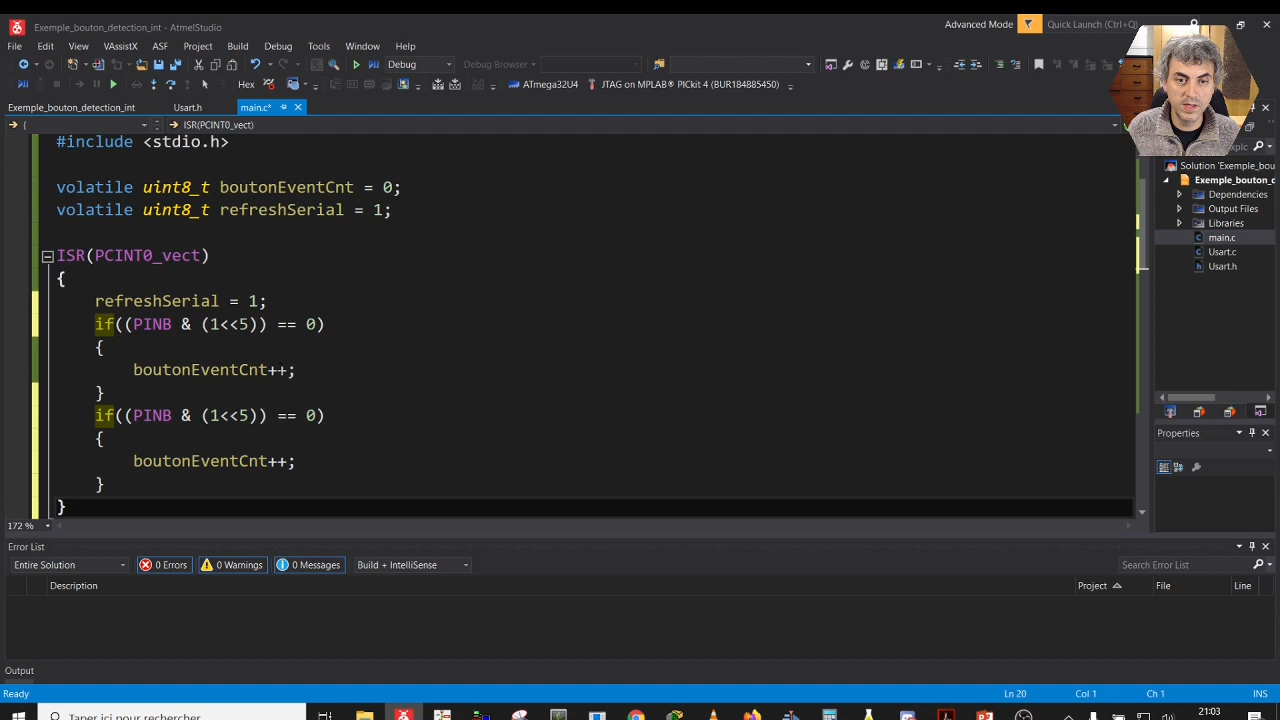 Exemple_bouton_detection_int - AtmelStudio
Advanced Mode
Quick Launch (Ctrl+Q)
File Edit View VAssistX ASF Project Build Debug Tools Window Help
Debug
Debug Browser
Hex
ATmega32U4
JTAG on MPLAB® PICkit 4 (BUR184885450)
Exemple_bouton_detection_int
Usart.h
main.c*
{
ISR(PCINT0_vect)
#include <stdio.h>
volatile uint8_t boutonEventCnt = 0;
volatile uint8_t refreshSerial = 1;
ISR(PCINT0_vect)
{
refreshSerial = 1;
if((PINB & (1<<5)) == 0)
{
boutonEventCnt++;
}
if((PINB & (1<<5)) == 0)
{
boutonEventCnt++;
}
}
172 %
Solution 'Exemple_bou
Exemple_bouton_c
Dependencies
Output Files
Libraries
main.c
Usart.c
Usart.h
Properties
Error List
Entire Solution
0 Errors
0 Warnings
0 Messages
Build + IntelliSense
Search Error List
Description
Project
File
Line
Output
Ready
Ln 20
Col 1
Ch 1
INS
Taper ici pour rechercher
21:03